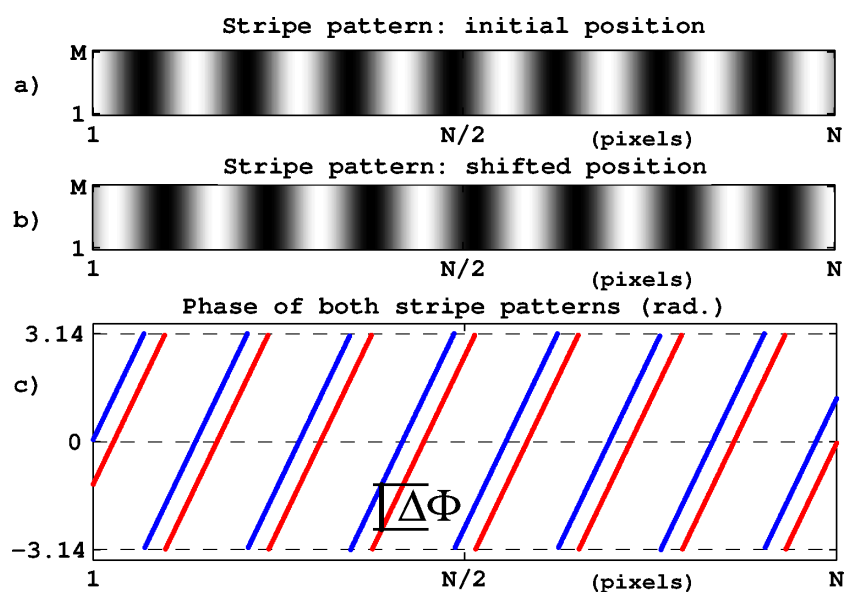 Stripe pattern: initial position
M
a)
1
1 N/2 (pixels) N
Stripe pattern: shifted position
M
b)
1
1 N/2 (pixels) N
Phase of both stripe patterns (rad.)
3.14
c)
0
ΔΦ
−3.14
1 N/2 (pixels) N